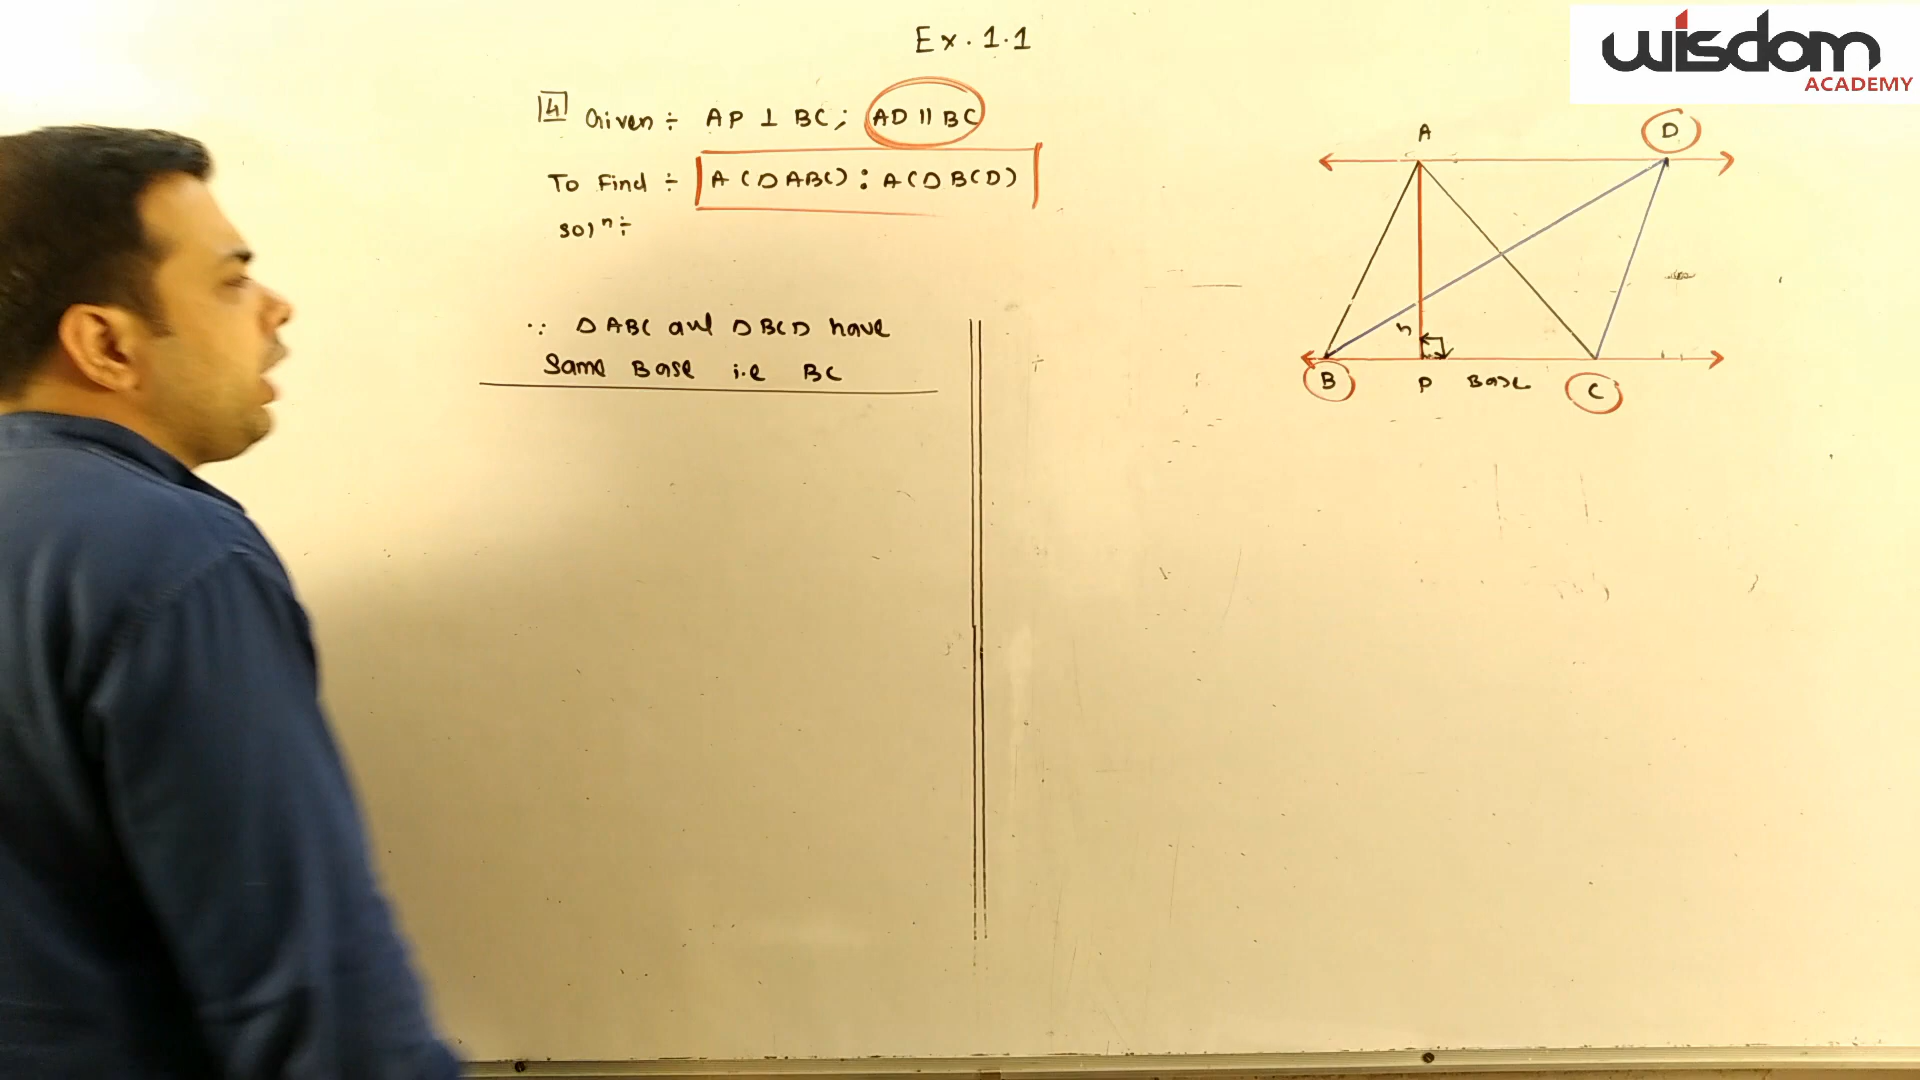 Ex. 1.1
wisdom
ACADEMY
4 Given ÷ AP ⊥ BC ; AD || BC
To Find ÷ A (Δ ABC) : A(Δ BCD)
solⁿ ÷
∵ Δ ABC and Δ BCD have
Same Base i.e BC
A D
h
B P Base C